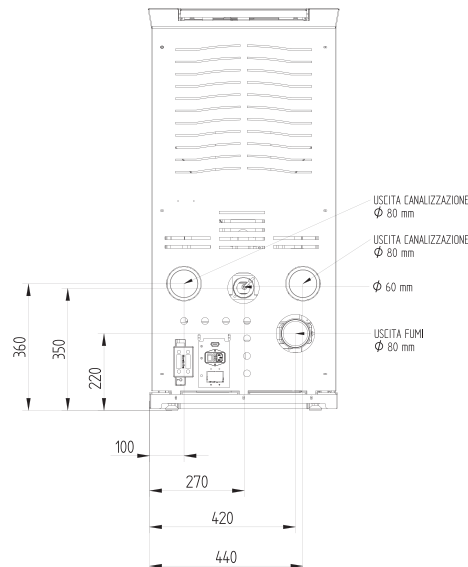 USCITA CANALIZZAZIONE
Φ 80 mm
USCITA CANALIZZAZIONE
Φ 80 mm
Φ 60 mm
USCITA FUMI
Φ 80 mm
360
350
220
100
270
420
440